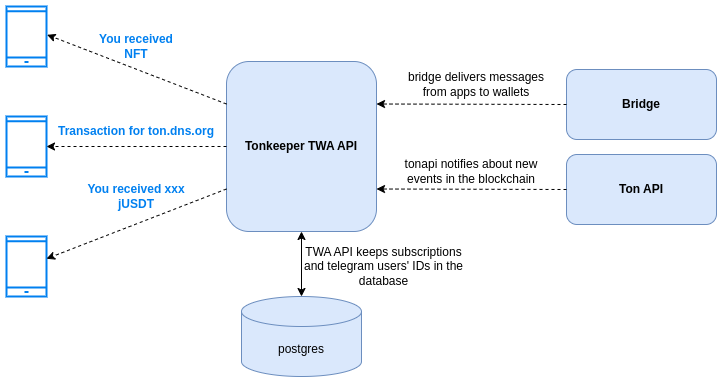 You received
NFT
Transaction for ton.dns.org
You received xxx
jUSDT
Tonkeeper TWA API
bridge delivers messages
from apps to wallets
Bridge
tonapi notifies about new
events in the blockchain
Ton API
TWA API keeps subscriptions
and telegram users' IDs in the
database
postgres